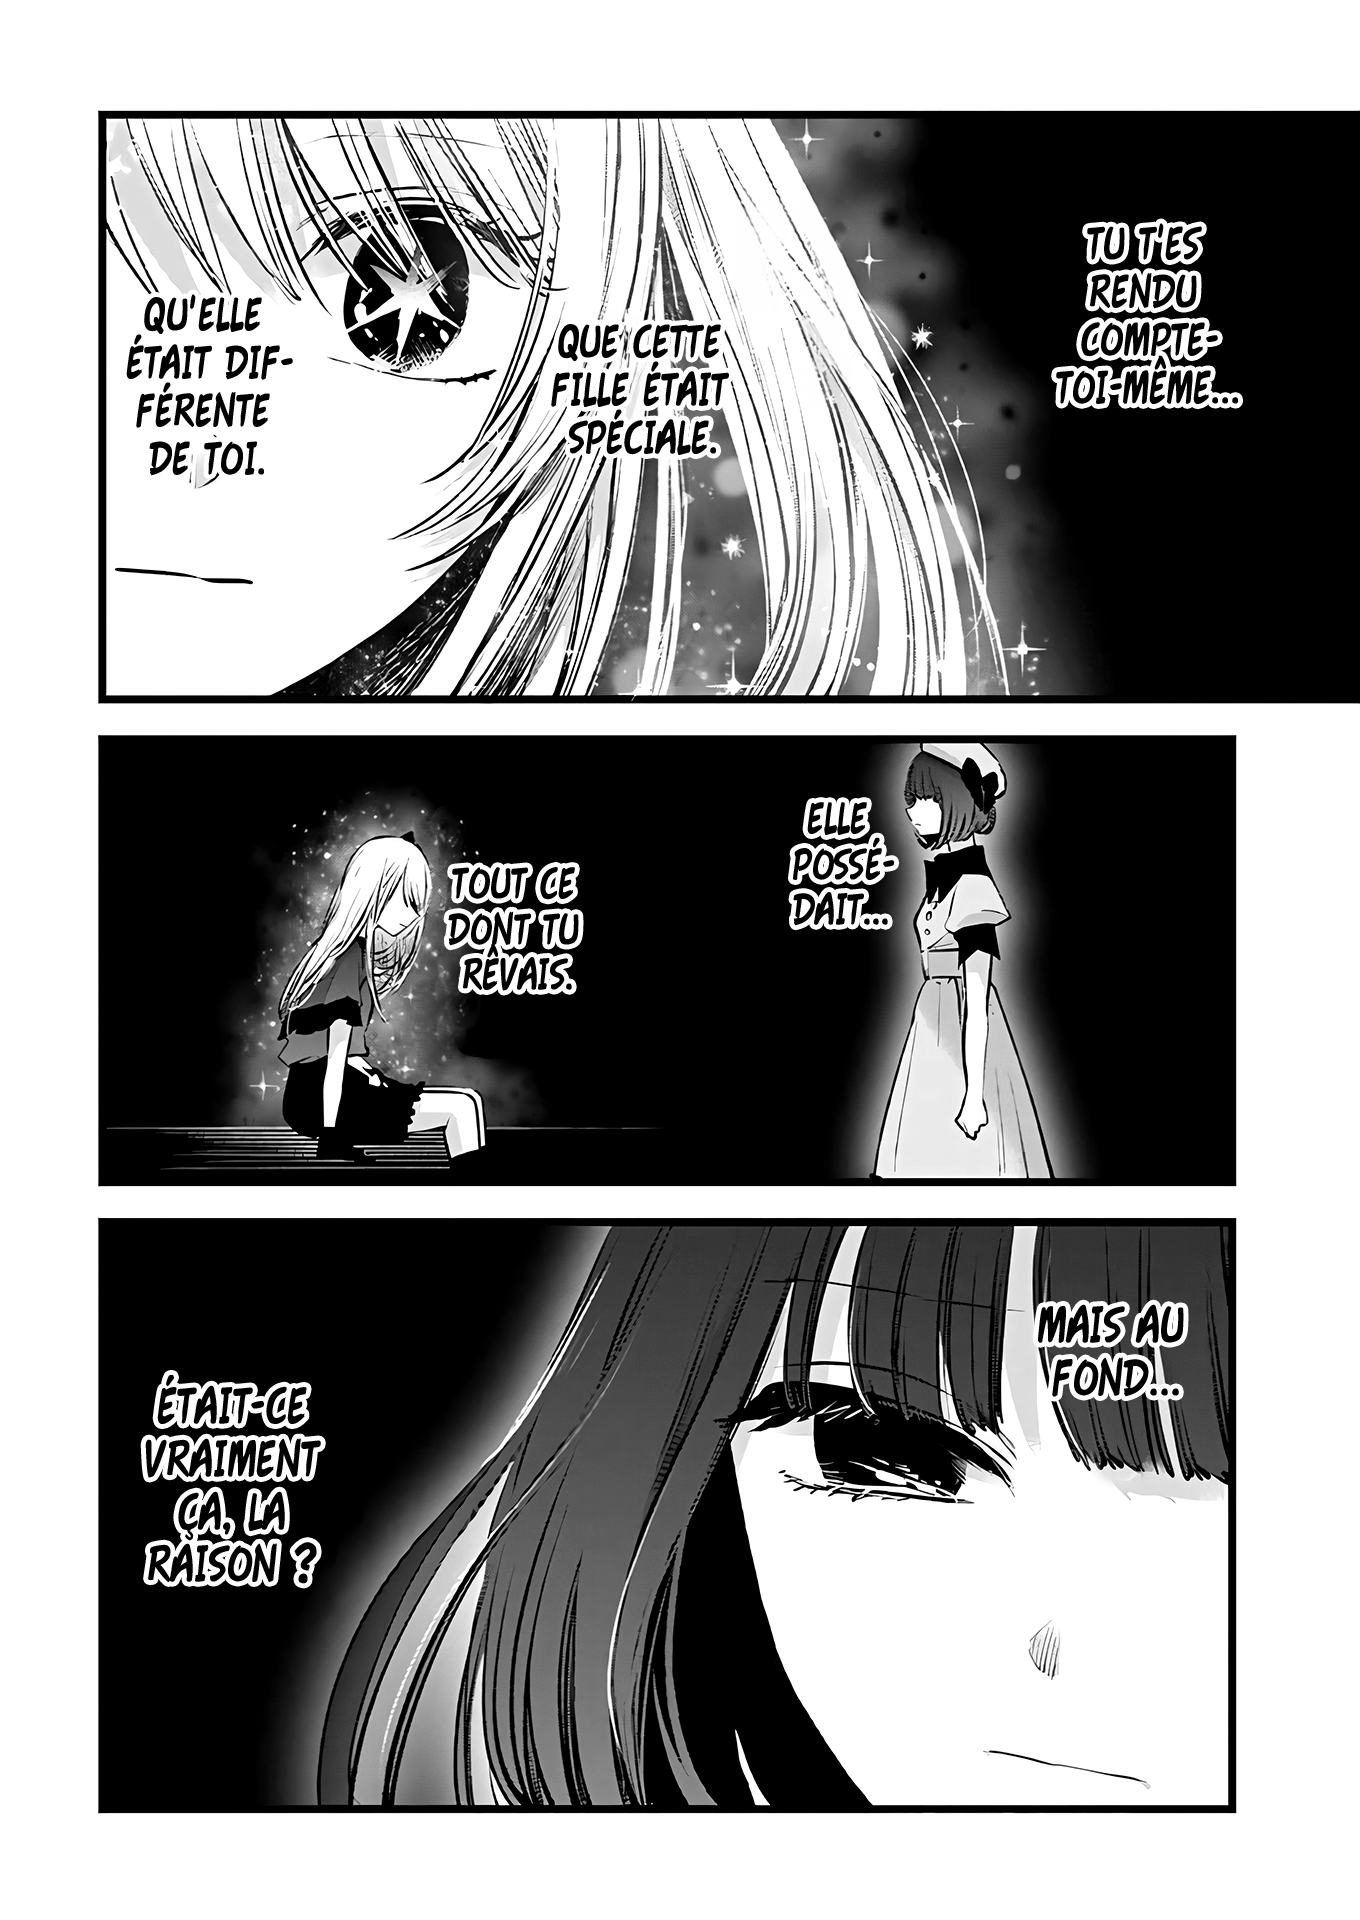 TU T'ES
RENDU
COMPTE-
TOI-MÊME...
QUE CETTE
FILLE ÉTAIT
SPÉCIALE.
QU'ELLE
ÉTAIT DIF-
FÉRENTE
DE TOI.
ELLE
POSSÉ-
DAIT...
TOUT CE
DONT TU
RÊVAIS.
MAIS AU
FOND...
ÉTAIT-CE
VRAIMENT
ÇA, LA
RAISON ?